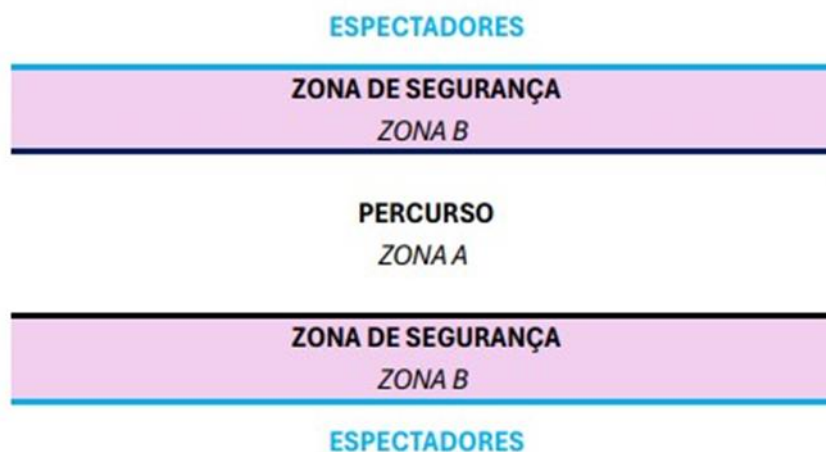 ESPECTADORES
ZONA DE SEGURANÇA
ZONA B
PERCURSO
ZONA A
ZONA DE SEGURANÇA
ZONA B
ESPECTADORES